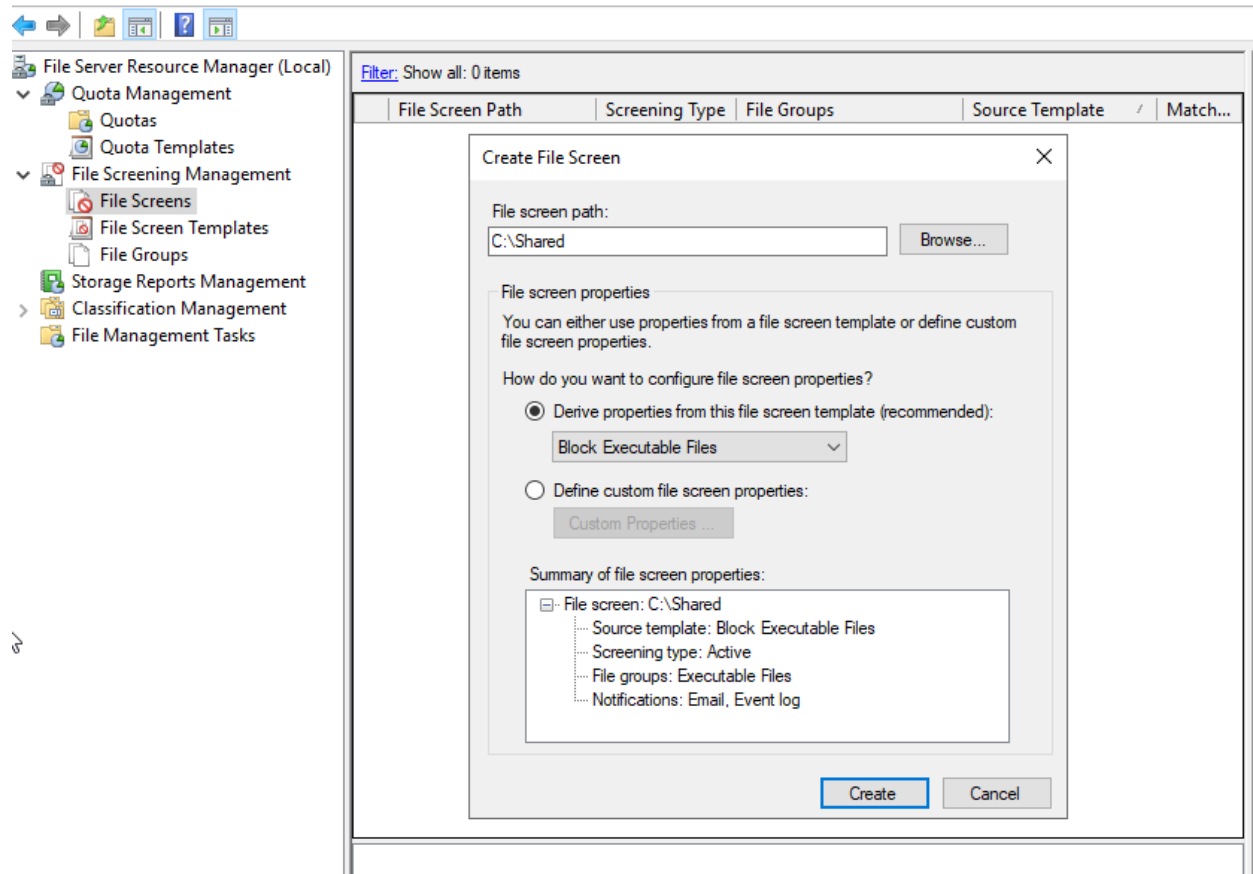 File Server Resource Manager (Local)
Quota Management
Quotas
Quota Templates
File Screening Management
File Screens
File Screen Templates
File Groups
Storage Reports Management
Classification Management
File Management Tasks
Filter: Show all: 0 items
File Screen Path Screening Type File Groups Source Template Match...
Create File Screen
File screen path:
C:\Shared Browse...
File screen properties
You can either use properties from a file screen template or define custom
file screen properties.
How do you want to configure file screen properties?
Derive properties from this file screen template (recommended):
Block Executable Files
Define custom file screen properties:
Custom Properties ...
Summary of file screen properties:
File screen: C:\Shared
Source template: Block Executable Files
Screening type: Active
File groups: Executable Files
Notifications: Email, Event log
Create Cancel